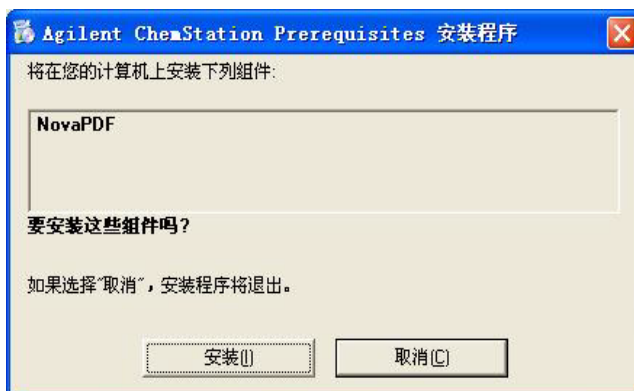 Agilent ChemStation Prerequisites 安装程序
将在您的计算机上安装下列组件:
NovaPDF
要安装这些组件吗?
如果选择"取消"，安装程序将退出。
安装(I)
取消(C)